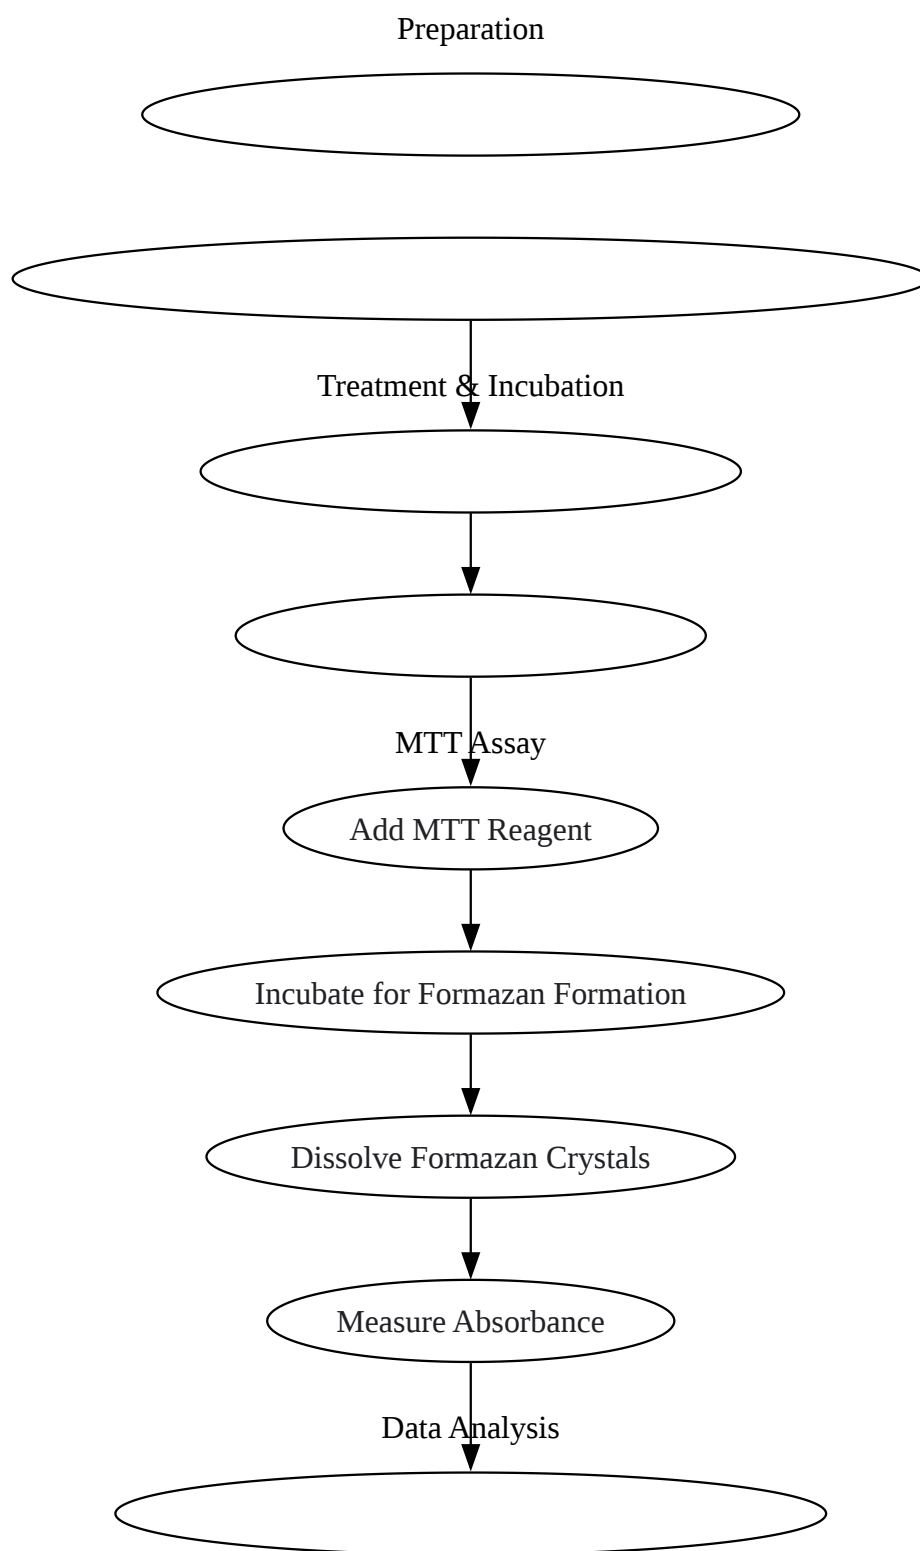 Preparation
Treatment & Incubation
MTT Assay
Add MTT Reagent
Incubate for Formazan Formation
Dissolve Formazan Crystals
Measure Absorbance
Data Analysis